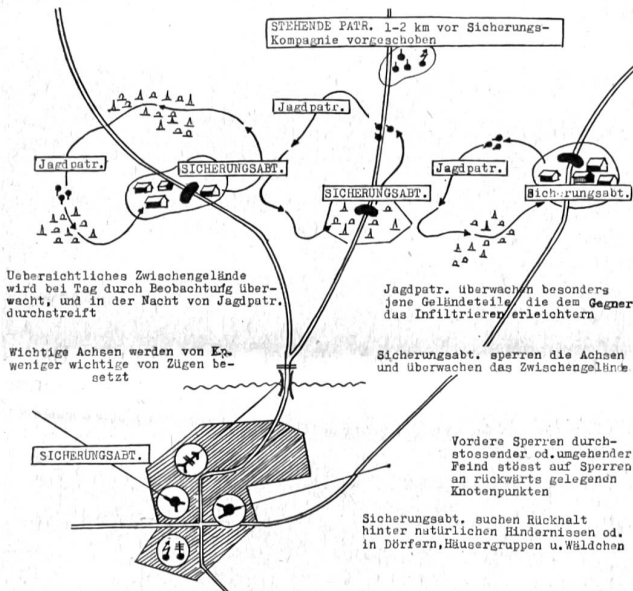 STEHENDE PATR. 1-2 km vor Sicherungs-
Kompagnie vorgeschoben
Jagdpatr.
Jagdpatr.
SICHERUNGSABT.
SICHERUNGSABT.
Jagdpatr.
Sicherungsabt.
Uebersichtliches Zwischengelände
wird bei Tag durch Beobachtung über-
wacht, und in der Nacht von Jagdpatr.
durchstreift
Jagdpatr. überwachen besonders
jene Geländeteile, die dem Gegner
das Infiltrieren erleichtern
Wichtige Achsen werden von Kp.
weniger wichtige von Zügen be-
setzt
Sicherungsabt. sperren die Achsen
und überwachen das Zwischengelände
SICHERUNGSABT.
Vordere Sperren durch-
stossender od. umgehender
Feind stösst auf Sperren
an rückwärts gelegenen
Knotenpunkten
Sicherungsabt. suchen Rückhalt
hinter natürlichen Hindernissen od.
in Dörfern, Häusergruppen u. Wäldchen